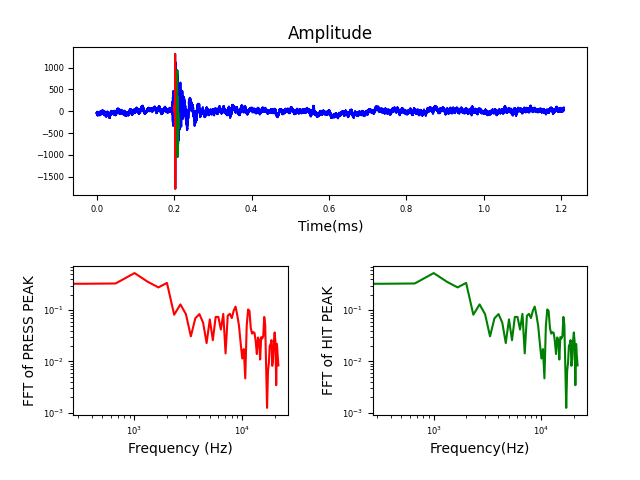 Amplitude
1000
500
0
−500
−1000
−1500
0.0 0.2 0.4 0.6 0.8 1.0 1.2
Time(ms)
FFT of PRESS PEAK
10⁻¹
10⁻²
10⁻³
10³ 10⁴
Frequency (Hz)
FFT of HIT PEAK
10⁻¹
10⁻²
10⁻³
10³ 10⁴
Frequency(Hz)